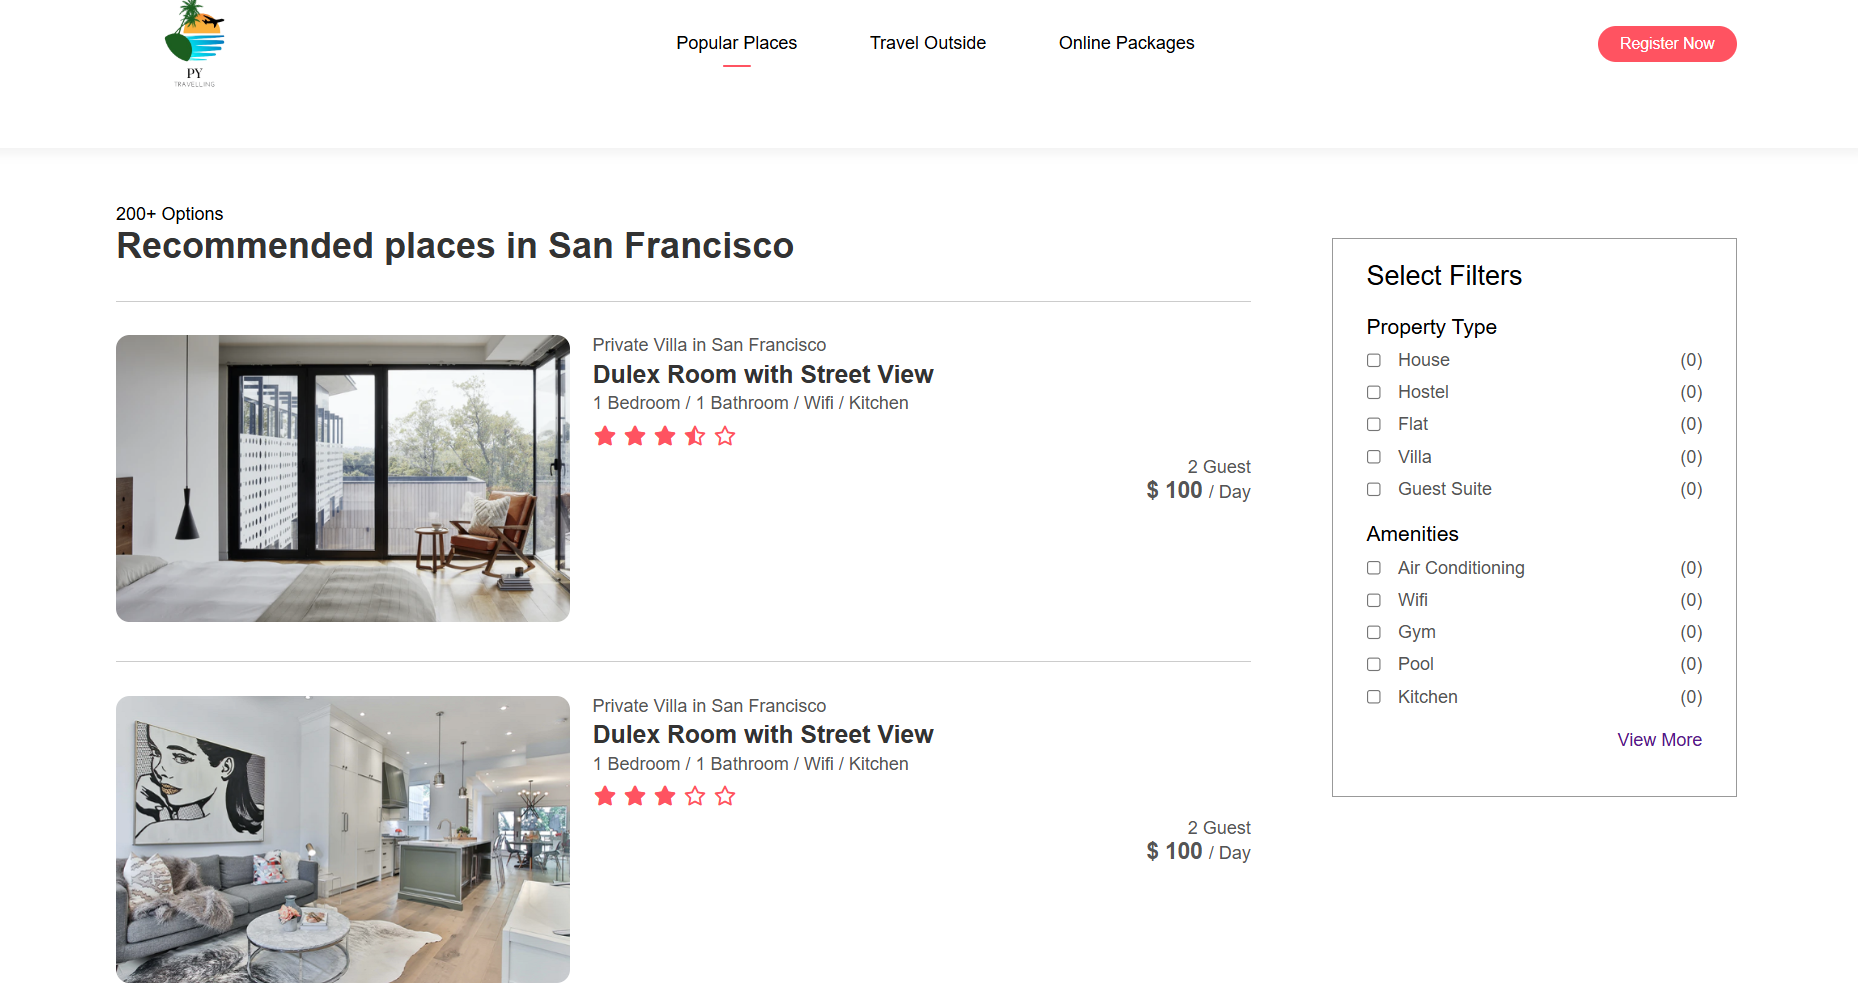 PY
TRAVELLING
Popular Places
Travel Outside
Online Packages
Register Now
200+ Options
Recommended places in San Francisco
Private Villa in San Francisco
Dulex Room with Street View
1 Bedroom / 1 Bathroom / Wifi / Kitchen
2 Guest
$ 100 / Day
Private Villa in San Francisco
Dulex Room with Street View
1 Bedroom / 1 Bathroom / Wifi / Kitchen
2 Guest
$ 100 / Day
Select Filters
Property Type
House (0)
Hostel (0)
Flat (0)
Villa (0)
Guest Suite (0)
Amenities
Air Conditioning (0)
Wifi (0)
Gym (0)
Pool (0)
Kitchen (0)
View More